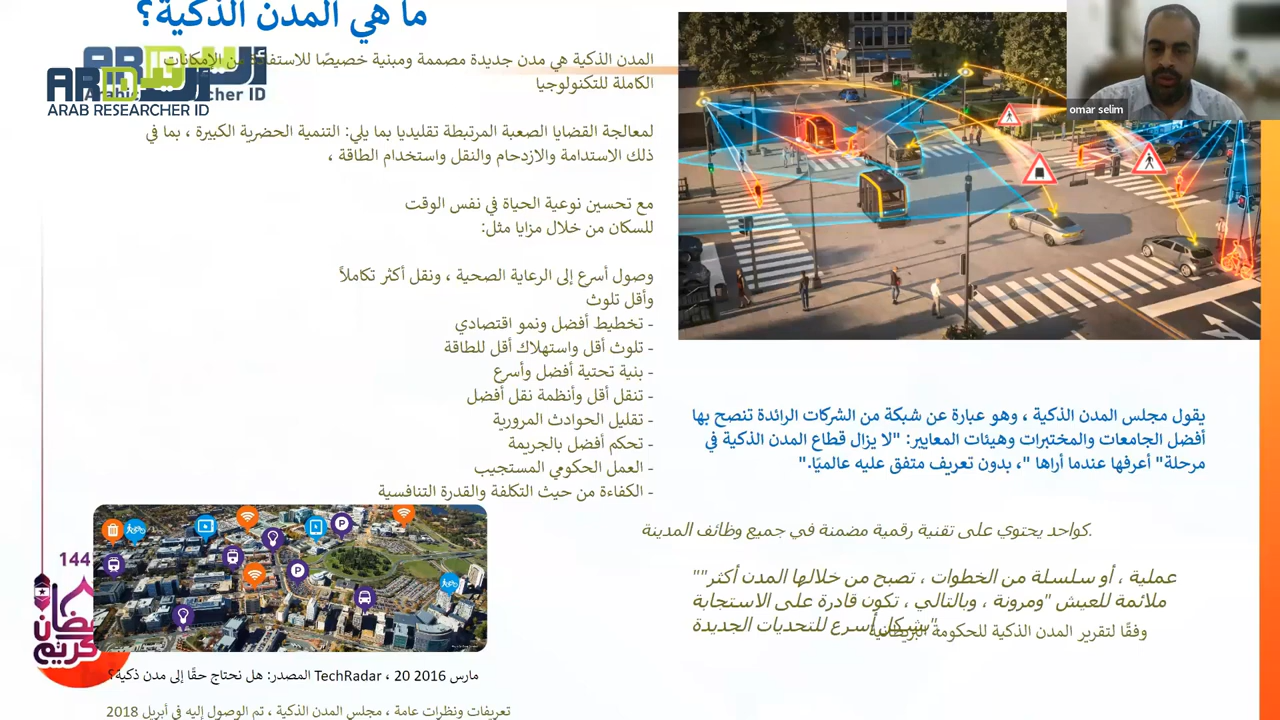 ما هي المدن الذكية؟
المدن الذكية هي مدن جديدة مصممة ومبنية خصيصًا للاستفادة من الإمكانات
الكاملة للتكنولوجيا
ARAB RESEARCHER ID
لمعالجة القضايا الصعبة المرتبطة تقليديا بما يلي: التنمية الحضرية الكبيرة ، بما في
ذلك الاستدامة والازدحام والنقل واستخدام الطاقة ،
مع تحسين نوعية الحياة في نفس الوقت
للسكان من خلال مزايا مثل:
وصول أسرع إلى الرعاية الصحية ، ونقل أكثر تكاملاً
وأقل تلوث
- تخطيط أفضل ونمو اقتصادي
- تلوث أقل واستهلاك أقل للطاقة
- بنية تحتية أفضل وأسرع
- تنقل أقل وأنظمة نقل أفضل
- تقليل الحوادث المرورية
- تحكم أفضل بالجريمة
- العمل الحكومي المستجيب
- الكفاءة من حيث التكلفة والقدرة التنافسية
omar selim
يقول مجلس المدن الذكية ، وهو عبارة عن شبكة من الشركات الرائدة تنصح بها
أفضل الجامعات والمختبرات وهيئات المعايير: "لا يزال قطاع المدن الذكية في
مرحلة" أعرفها عندما أراها "، بدون تعريف متفق عليه عالميًا."
كواحد يحتوي على تقنية رقمية مضمنة في جميع وظائف المدينة.
""عملية ، أو سلسلة من الخطوات ، تصبح من خلالها المدن أكثر
ملائمة للعيش "ومرونة ، وبالتالي ، تكون قادرة على الاستجابة
بشكل أسرع للتحديات الجديدة"
وفقًا لتقرير المدن الذكية للحكومة البريطانية
P
P
144
رمضان
كريم
المصدر: هل نحتاج حقًا إلى مدن ذكية؟ TechRadar ، 20 مارس 2016
تعريفات ونظرات عامة ، مجلس المدن الذكية ، تم الوصول إليه في أبريل 2018